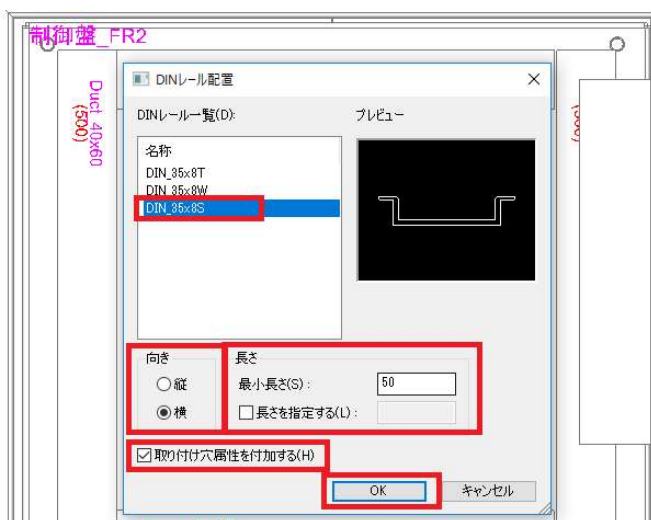 制御盤_FR2
Duct 40x60
(500)
DINレール配置
DINレール一覧(D):
プレビュー
名称
DIN_35x8T
DIN_35x8W
DIN_35x8S
向き
長さ
縦
最小長さ(S) :
50
横
長さを指定する(L) :
取り付け穴属性を付加する(H)
OK
キャンセル